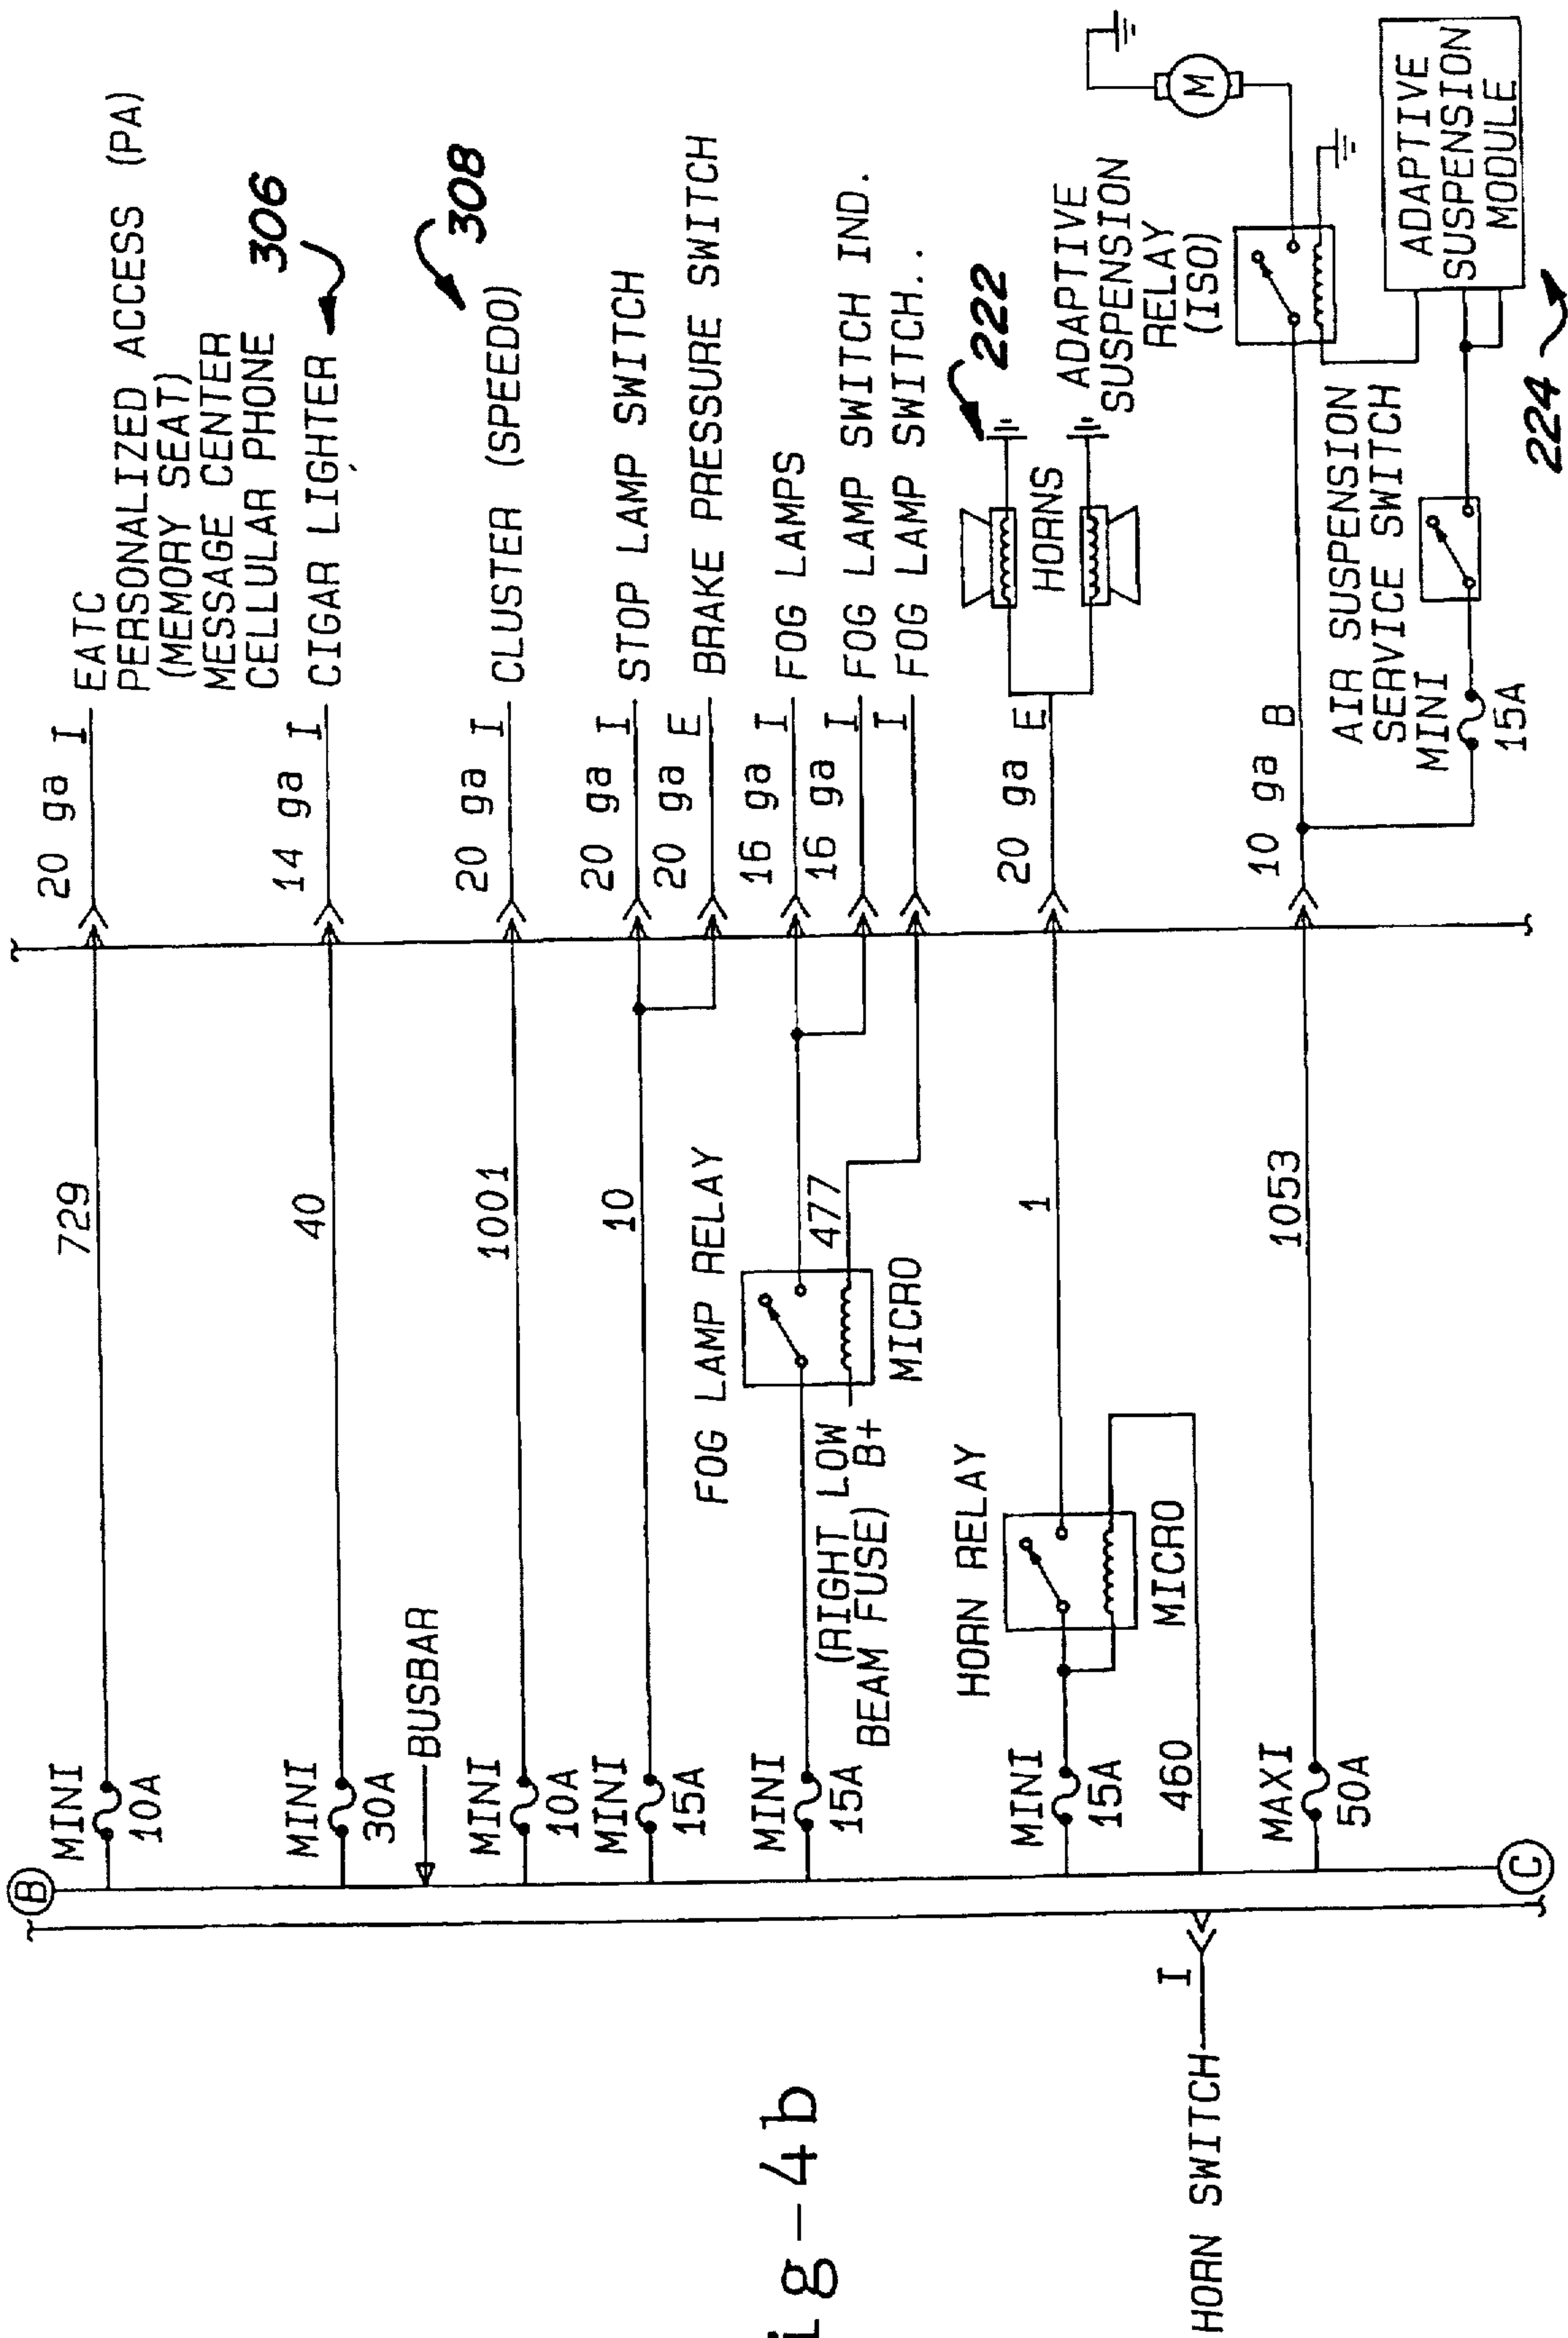 B
MINI
10A
729
20 ga I
EATC
PERSONALIZED ACCESS (PA)
(MEMORY SEAT)
MESSAGE CENTER
CELLULAR PHONE
306
MINI
30A
40
14 ga I
CIGAR LIGHTER
BUSBAR
308
MINI
10A
1001
20 ga I
CLUSTER (SPEEDO)
MINI
15A
10
20 ga I
STOP LAMP SWITCH
20 ga E
BRAKE PRESSURE SWITCH
FOG LAMP RELAY
MINI
15A
16 ga I
FOG LAMPS
477
16 ga I
FOG LAMP SWITCH IND.
(RIGHT LOW
BEAM FUSE) B+
MICRO
I
FOG LAMP SWITCH..
222
HORN RELAY
MINI
15A
1
20 ga E
HORNS
MICRO
460
ADAPTIVE
SUSPENSION
RELAY
(ISO)
M
MAXI
50A
1053
10 ga B
AIR SUSPENSION
SERVICE SWITCH
MINI
15A
ADAPTIVE
SUSPENSION
MODULE
224
C
I
HORN SWITCH
ig-4b